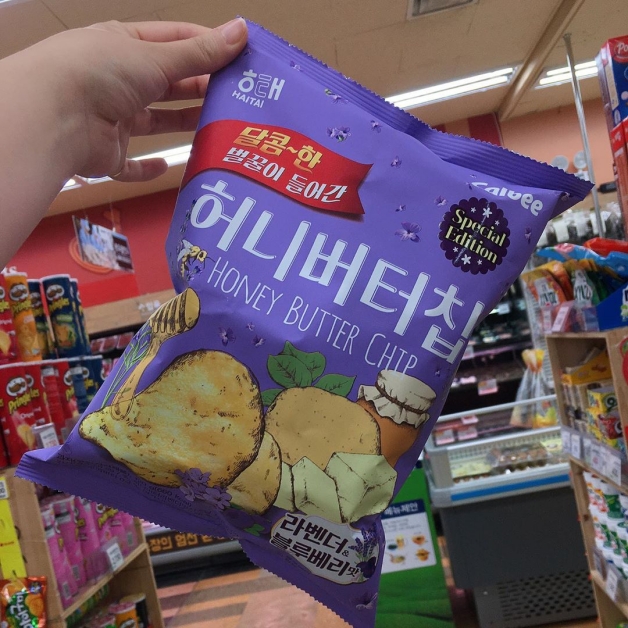 해태
HAITAI
달콤~한
벌꿀이 들어간
Calbee
Special
Edition
허니버터칩
HONEY BUTTER CHIP
라벤더&
블루베리맛
Pringles